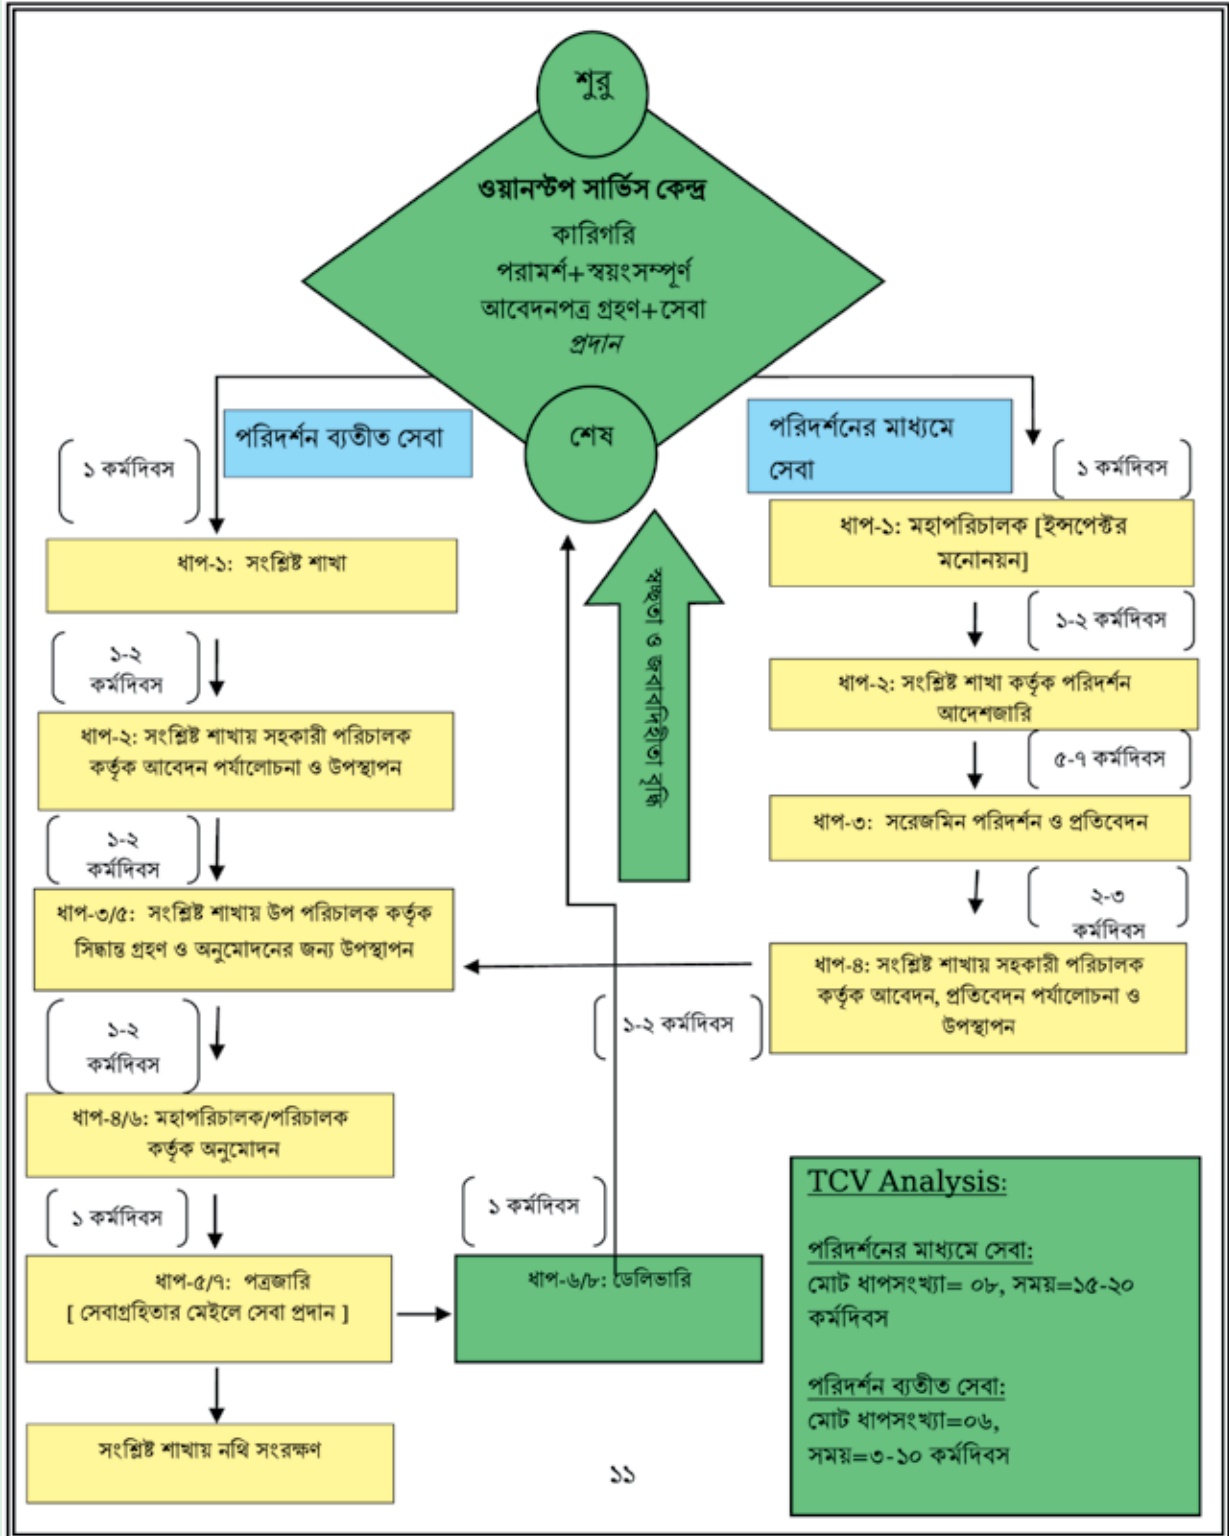 শুরু
ওয়ানস্টপ সার্ভিস কেন্দ্র
কারিগরি
পরামর্শ+স্বয়ংসম্পূর্ণ
আবেদনপত্র গ্রহণ+সেবা
প্রদান
শেষ
পরিদর্শন ব্যতীত সেবা
১ কর্মদিবস
ধাপ-১: সংশ্লিষ্ট শাখা
১-২
কর্মদিবস
ধাপ-২: সংশ্লিষ্ট শাখায় সহকারী পরিচালক
কর্তৃক আবেদন পর্যালোচনা ও উপস্থাপন
১-২
কর্মদিবস
ধাপ-৩/৫: সংশ্লিষ্ট শাখায় উপ পরিচালক কর্তৃক
সিদ্ধান্ত গ্রহণ ও অনুমোদনের জন্য উপস্থাপন
১-২
কর্মদিবস
ধাপ-৪/৬: মহাপরিচালক/পরিচালক
কর্তৃক অনুমোদন
১ কর্মদিবস
ধাপ-৫/৭: পত্রজারি
[ সেবাগ্রহিতার মেইলে সেবা প্রদান ]
সংশ্লিষ্ট শাখায় নথি সংরক্ষণ
১ কর্মদিবস
ধাপ-৬/৮: ডেলিভারি
স্বচ্ছতা ও জবাবদিহীতা বৃদ্ধি
পরিদর্শনের মাধ্যমে
সেবা
১ কর্মদিবস
ধাপ-১: মহাপরিচালক [ইন্সপেক্টর
মনোনয়ন]
১-২ কর্মদিবস
ধাপ-২: সংশ্লিষ্ট শাখা কর্তৃক পরিদর্শন
আদেশজারি
৫-৭ কর্মদিবস
ধাপ-৩: সরেজমিন পরিদর্শন ও প্রতিবেদন
২-৩
কর্মদিবস
ধাপ-৪: সংশ্লিষ্ট শাখায় সহকারী পরিচালক
কর্তৃক আবেদন, প্রতিবেদন পর্যালোচনা ও
উপস্থাপন
১-২ কর্মদিবস
TCV Analysis:
পরিদর্শনের মাধ্যমে সেবা:
মোট ধাপসংখ্যা= ০৮, সময়=১৫-২০
কর্মদিবস
পরিদর্শন ব্যতীত সেবা:
মোট ধাপসংখ্যা=০৬,
সময়=৩-১০ কর্মদিবস
১১